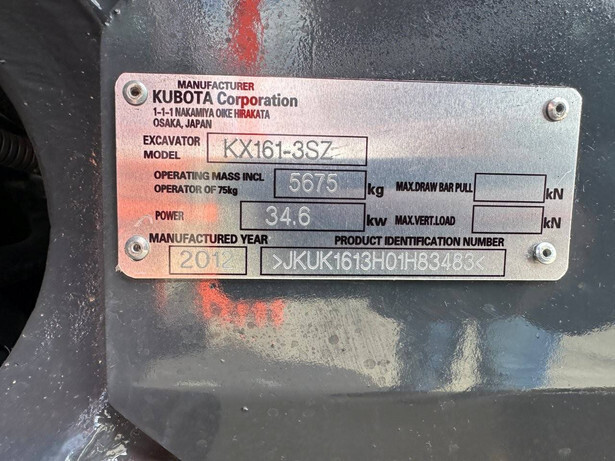 MANUFACTURER
KUBOTA Corporation
1-1-1 NAKAMIYA OIKE HIRAKATA
OSAKA, JAPAN
EXCAVATOR MODEL KX161-3SZ
OPERATING MASS INCL OPERATOR OF 75kg 5675 kg MAX.DRAW BAR PULL kN
POWER 34.6 kw MAX.VERT.LOAD kN
MANUFACTURED YEAR PRODUCT IDENTIFICATION NUMBER
2012 >JKUK1613H01H83483<